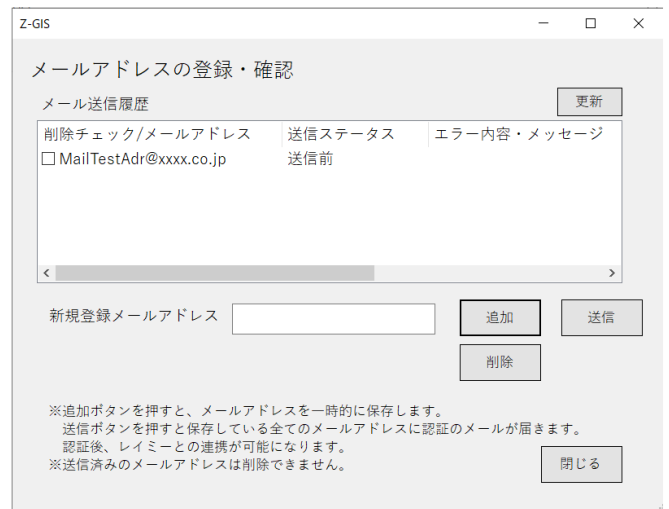 Z-GIS
メールアドレスの登録・確認
メール送信履歴
更新
削除チェック/メールアドレス 送信ステータス エラー内容・メッセージ
MailTestAdr@xxxx.co.jp 送信前
新規登録メールアドレス
追加
送信
削除
※追加ボタンを押すと、メールアドレスを一時的に保存します。
送信ボタンを押すと保存している全てのメールアドレスに認証のメールが届きます。
認証後、レイミーとの連携が可能になります。
※送信済みのメールアドレスは削除できません。
閉じる